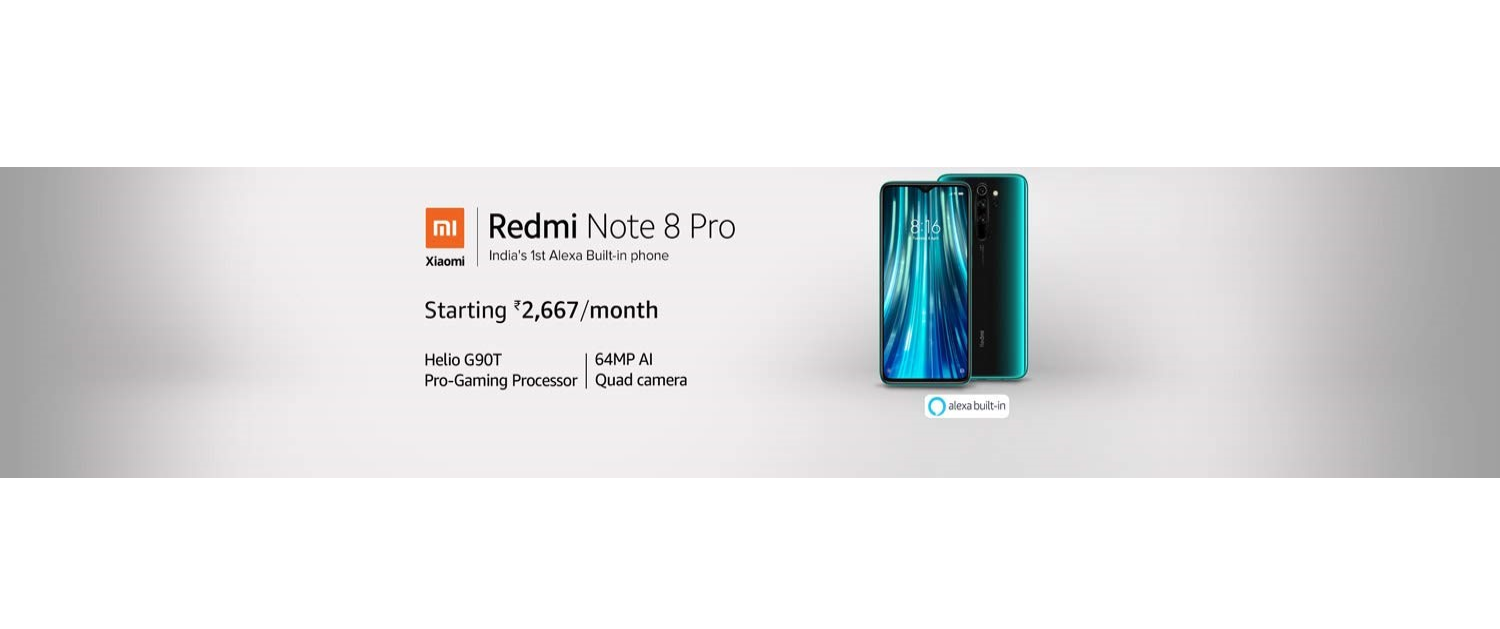 mi
Xiaomi
Redmi Note 8 Pro
India's 1st Alexa Built-in phone
Starting ₹2,667/month
Helio G90T
Pro-Gaming Processor
64MP AI
Quad camera
8:16
Redmi
alexa built-in